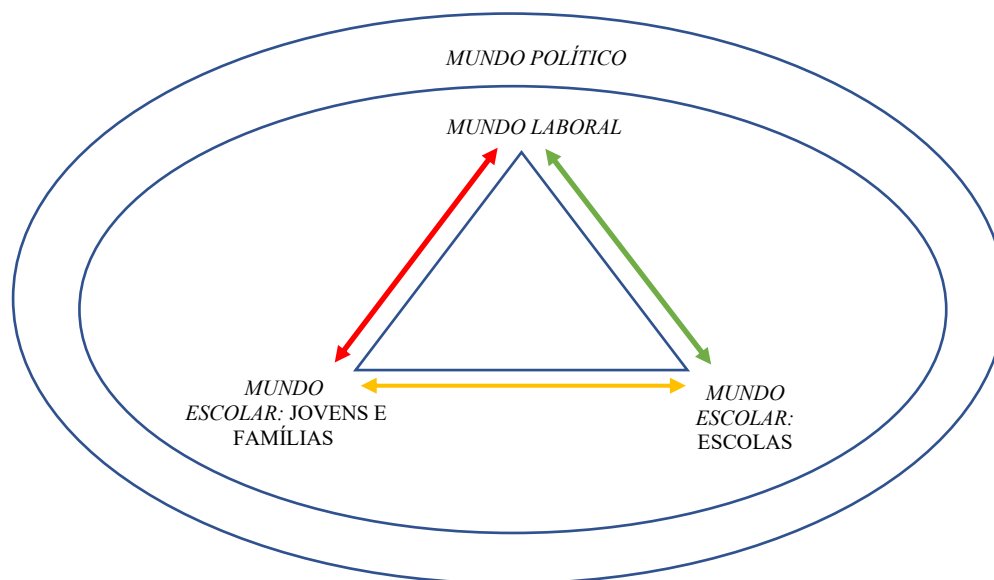 MUNDO POLÍTICO
MUNDO LABORAL
MUNDO
ESCOLAR: JOVENS E
FAMÍLIAS
MUNDO
ESCOLAR:
ESCOLAS